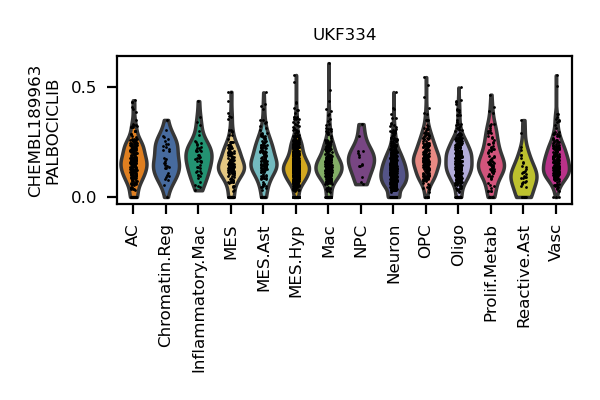 UKF334
CHEMBL189963
PALBOCICLIB
0.5
0.0
AC
Chromatin.Reg
Inflammatory.Mac
MES
MES.Ast
MES.Hyp
Mac
NPC
Neuron
OPC
Oligo
Prolif.Metab
Reactive.Ast
Vasc